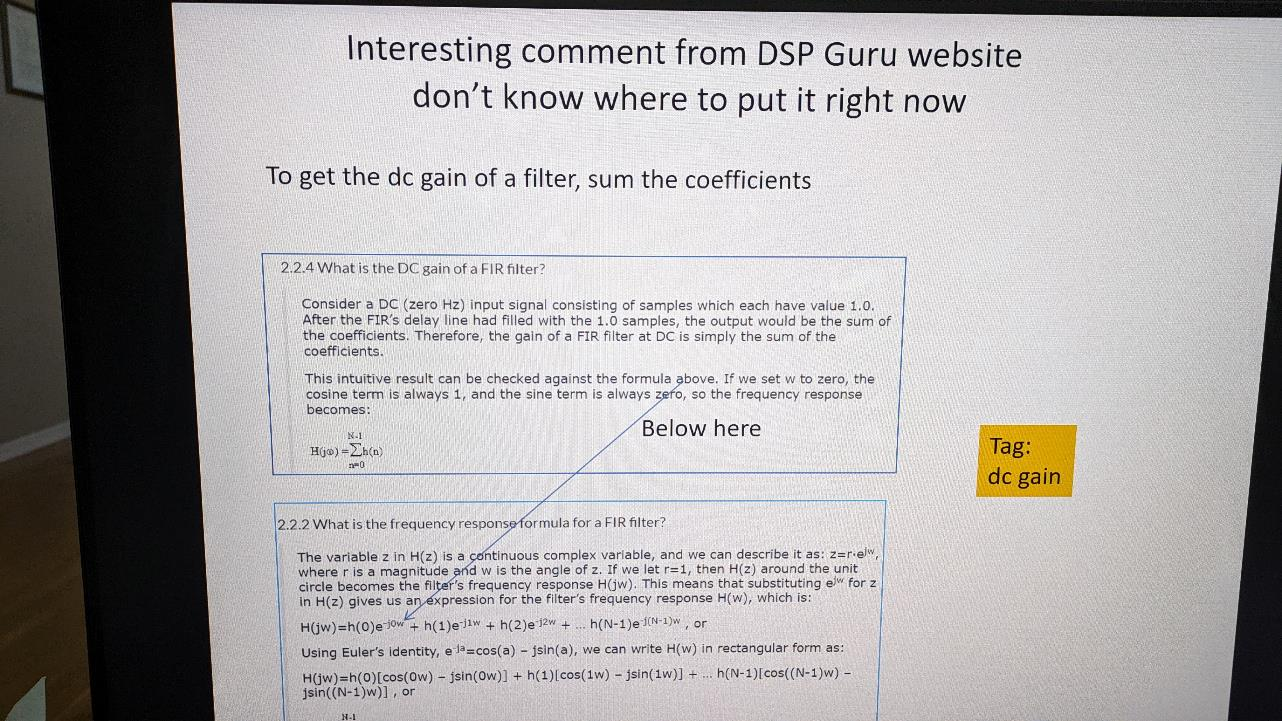 Interesting comment from DSP Guru website
don't know where to put it right now
To get the dc gain of a filter, sum the coefficients
2.2.4 What is the DC gain of a FIR filter?
Consider a DC (zero Hz) input signal consisting of samples which each have value 1.0.
After the FIR's delay line had filled with the 1.0 samples, the output would be the sum of
the coefficients. Therefore, the gain of a FIR filter at DC is simply the sum of the
coefficients.
This intuitive result can be checked against the formula above. If we set w to zero, the
cosine term is always 1, and the sine term is always zero, so the frequency response
becomes:
Below here
N-1
H(jω) = Σh(n)
n=0
Tag:
dc gain
2.2.2 What is the frequency response formula for a FIR filter?
The variable z in H(z) is a continuous complex variable, and we can describe it as: z=r·e^jw,
where r is a magnitude and w is the angle of z. If we let r=1, then H(z) around the unit
circle becomes the filter's frequency response H(jw). This means that substituting e^jw for z
in H(z) gives us an expression for the filter's frequency response H(w), which is:
H(jw)=h(0)e^-j0w + h(1)e^-j1w + h(2)e^-j2w + ... h(N-1)e^-j(N-1)w , or
Using Euler's identity, e^-ja=cos(a) – jsin(a), we can write H(w) in rectangular form as:
H(jw)=h(0)[cos(0w) – jsin(0w)] + h(1)[cos(1w) – jsin(1w)] + ... h(N-1)[cos((N-1)w) –
jsin((N-1)w)] , or
N-1